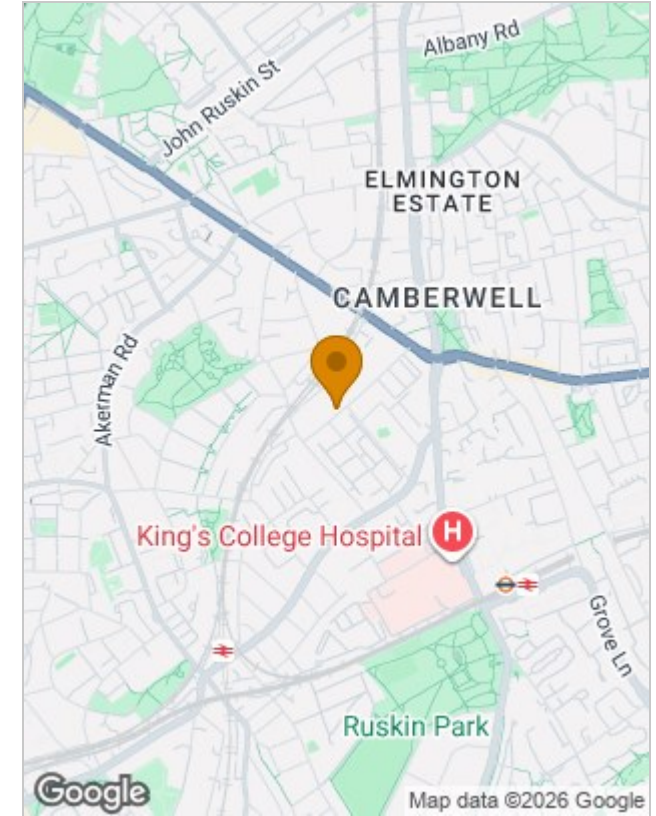 Albany Rd
John Ruskin St
ELMINGTON
ESTATE
CAMBERWELL
Akerman Rd
King's College Hospital
H
Grove Ln
Ruskin Park
Google
Map data ©2026 Google